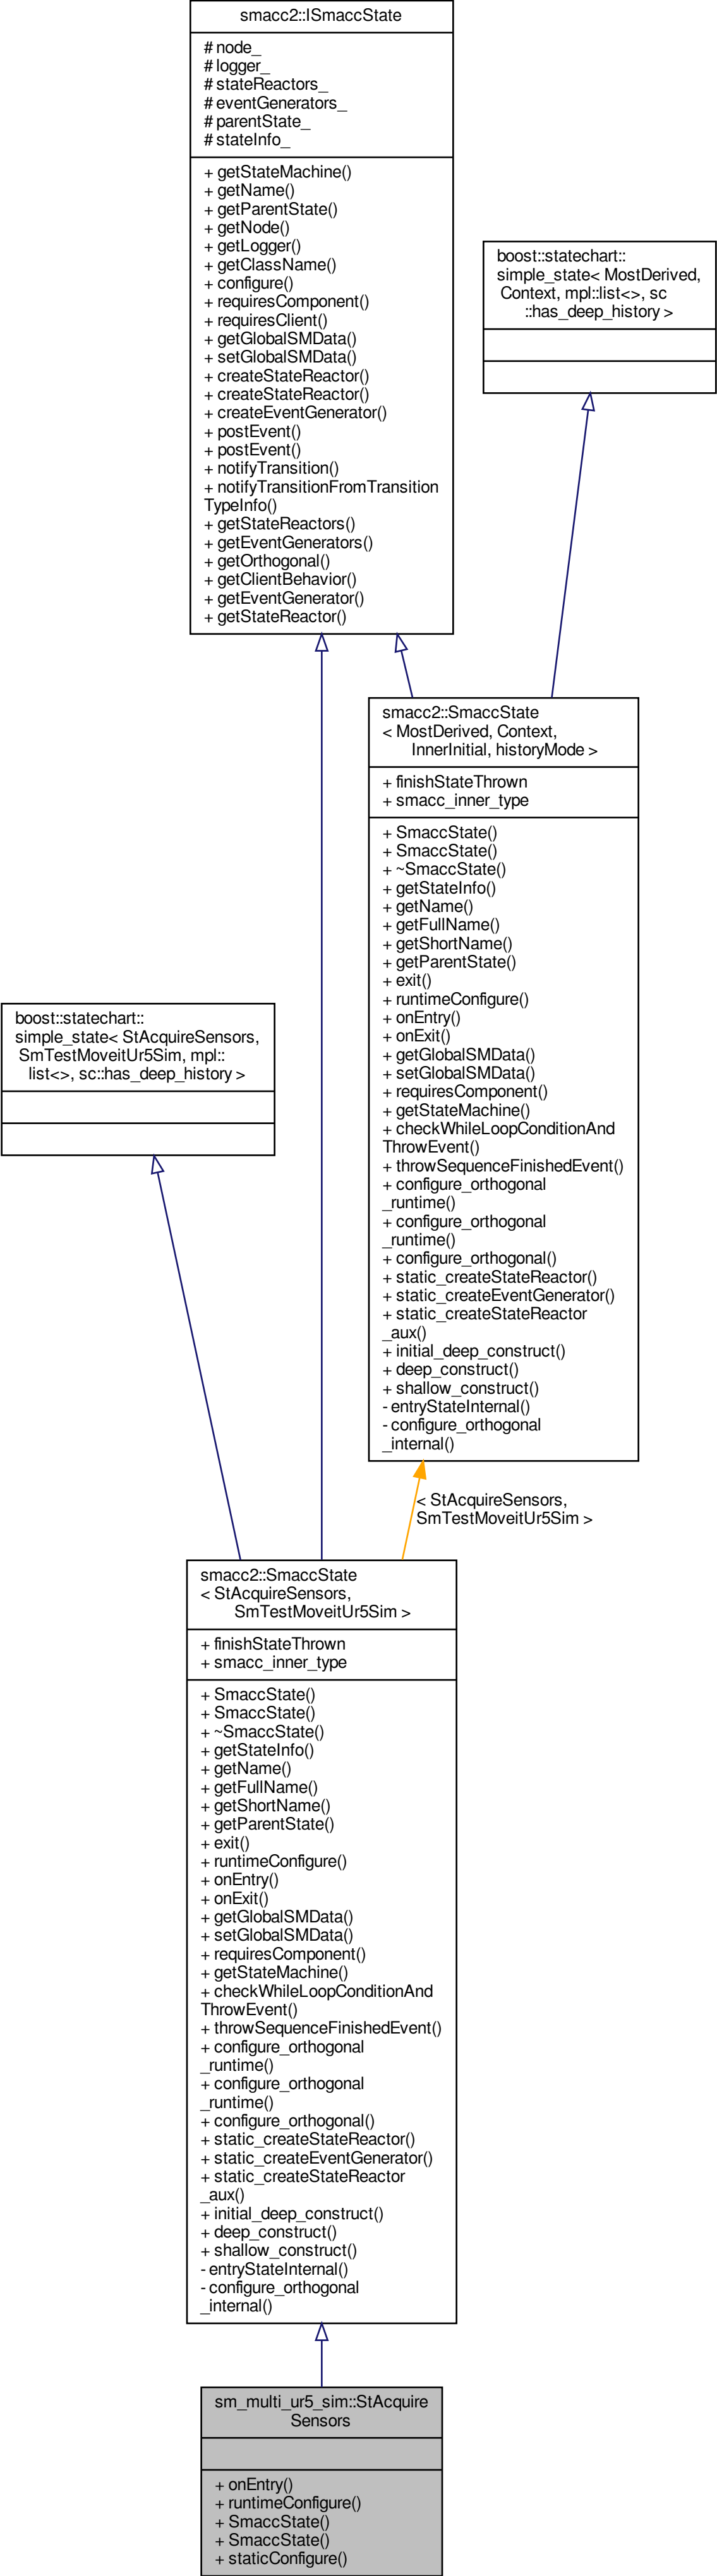 smacc2::ISmaccState
# node_
# logger_
# stateReactors_
# eventGenerators_
# parentState_
# stateInfo_
+ getStateMachine()
+ getName()
+ getParentState()
+ getNode()
+ getLogger()
+ getClassName()
+ configure()
+ requiresComponent()
+ requiresClient()
+ getGlobalSMData()
+ setGlobalSMData()
+ createStateReactor()
+ createStateReactor()
+ createEventGenerator()
+ postEvent()
+ postEvent()
+ notifyTransition()
+ notifyTransitionFromTransition
TypeInfo()
+ getStateReactors()
+ getEventGenerators()
+ getOrthogonal()
+ getClientBehavior()
+ getEventGenerator()
+ getStateReactor()
boost::statechart::
simple_state< MostDerived,
Context, mpl::list<>, sc
::has_deep_history >
smacc2::SmaccState
< MostDerived, Context,
InnerInitial, historyMode >
+ finishStateThrown
+ smacc_inner_type
+ SmaccState()
+ SmaccState()
+ ~SmaccState()
+ getStateInfo()
+ getName()
+ getFullName()
+ getShortName()
+ getParentState()
+ exit()
+ runtimeConfigure()
+ onEntry()
+ onExit()
+ getGlobalSMData()
+ setGlobalSMData()
+ requiresComponent()
+ getStateMachine()
+ checkWhileLoopConditionAnd
ThrowEvent()
+ throwSequenceFinishedEvent()
+ configure_orthogonal
_runtime()
+ configure_orthogonal
_runtime()
+ configure_orthogonal()
+ static_createStateReactor()
+ static_createEventGenerator()
+ static_createStateReactor
_aux()
+ initial_deep_construct()
+ deep_construct()
+ shallow_construct()
- entryStateInternal()
- configure_orthogonal
_internal()
boost::statechart::
simple_state< StAcquireSensors,
SmTestMoveitUr5Sim, mpl::
list<>, sc::has_deep_history >
< StAcquireSensors,
SmTestMoveitUr5Sim >
smacc2::SmaccState
< StAcquireSensors,
SmTestMoveitUr5Sim >
+ finishStateThrown
+ smacc_inner_type
+ SmaccState()
+ SmaccState()
+ ~SmaccState()
+ getStateInfo()
+ getName()
+ getFullName()
+ getShortName()
+ getParentState()
+ exit()
+ runtimeConfigure()
+ onEntry()
+ onExit()
+ getGlobalSMData()
+ setGlobalSMData()
+ requiresComponent()
+ getStateMachine()
+ checkWhileLoopConditionAnd
ThrowEvent()
+ throwSequenceFinishedEvent()
+ configure_orthogonal
_runtime()
+ configure_orthogonal
_runtime()
+ configure_orthogonal()
+ static_createStateReactor()
+ static_createEventGenerator()
+ static_createStateReactor
_aux()
+ initial_deep_construct()
+ deep_construct()
+ shallow_construct()
- entryStateInternal()
- configure_orthogonal
_internal()
sm_multi_ur5_sim::StAcquire
Sensors
+ onEntry()
+ runtimeConfigure()
+ SmaccState()
+ SmaccState()
+ staticConfigure()